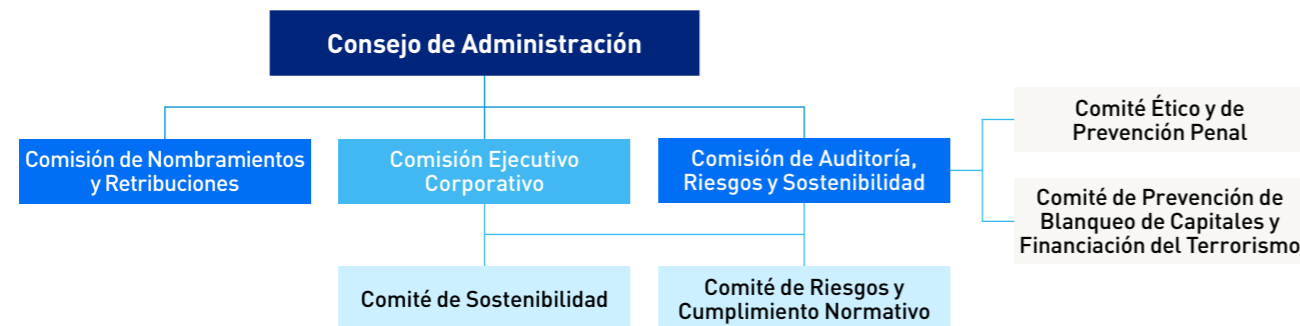 Consejo de Administración
Comisión de Nombramientos
y Retribuciones
Comisión Ejecutivo
Corporativo
Comisión de Auditoría,
Riesgos y Sostenibilidad
Comité Ético y de
Prevención Penal
Comité de Prevención de
Blanqueo de Capitales y
Financiación del Terrorismo
Comité de Sostenibilidad
Comité de Riesgos y
Cumplimiento Normativo